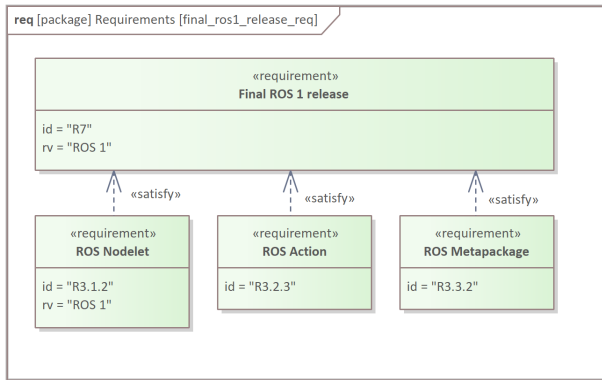 req [package] Requirements [final_ros1_release_req]
«requirement»
Final ROS 1 release
id = "R7"
rv = "ROS 1"
«satisfy»
«satisfy»
«satisfy»
«requirement»
ROS Nodelet
id = "R3.1.2"
rv = "ROS 1"
«requirement»
ROS Action
id = "R3.2.3"
«requirement»
ROS Metapackage
id = "R3.3.2"